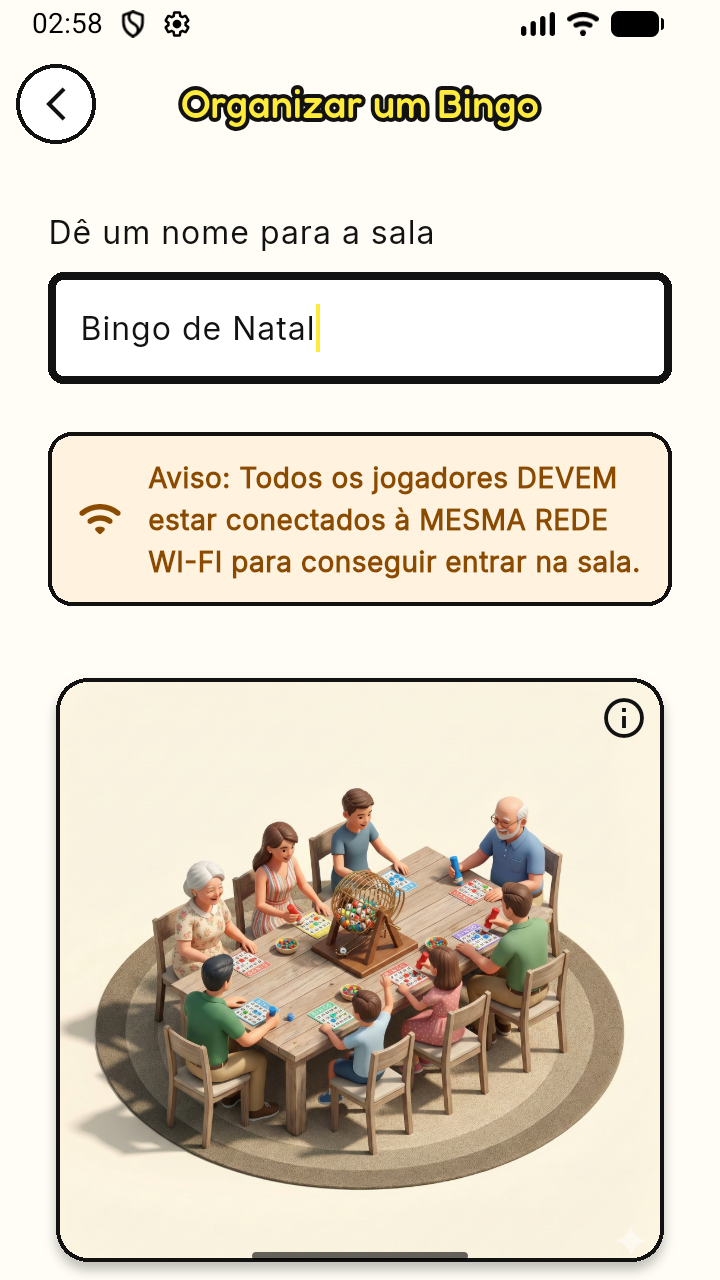 02:58
Organizar um Bingo
Dê um nome para a sala
Bingo de Natal
Aviso: Todos os jogadores DEVEM
estar conectados à MESMA REDE
WI-FI para conseguir entrar na sala.